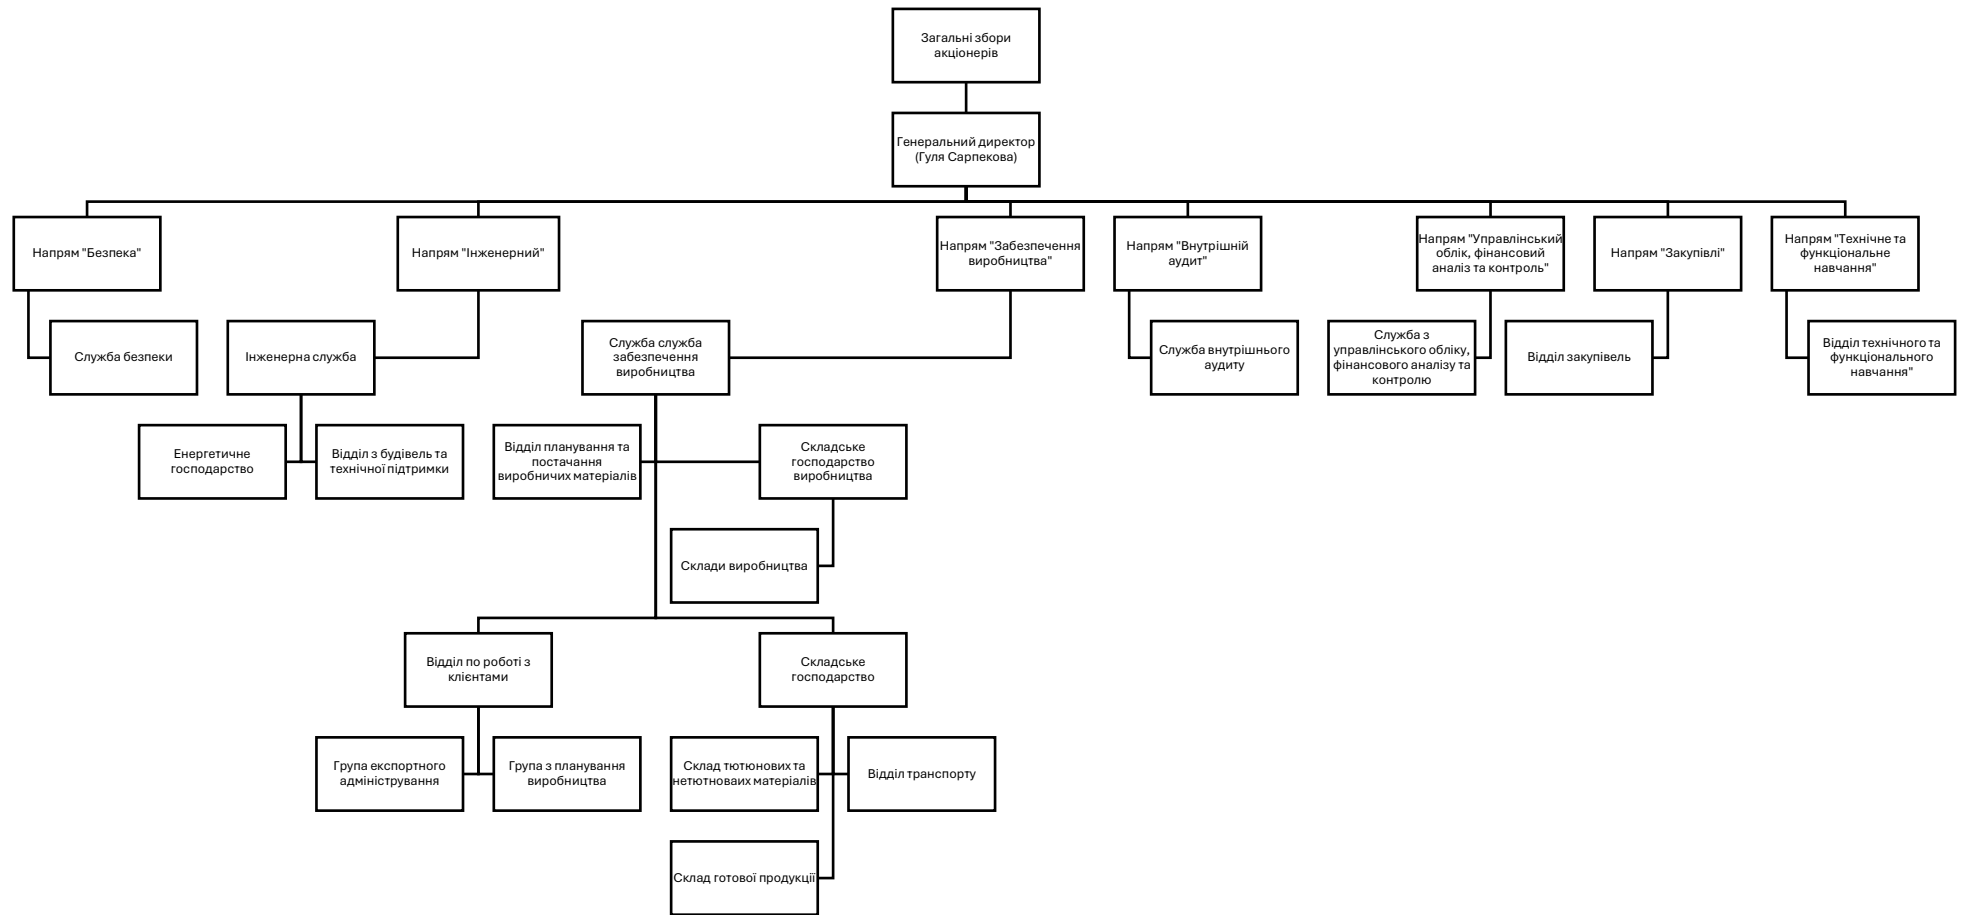 Загальні збори
акціонерів
Генеральний директор
(Гуля Сарпекова)
Напрям "Безпека"
Напрям "Інженерний"
Напрям "Забезпечення
виробництва"
Напрям "Внутрішній
аудит"
Напрям "Управлінський
облік, фінансовий
аналіз та контроль"
Напрям "Закупівлі"
Напрям "Технічне та
функціональне
навчання"
Служба безпеки
Інженерна служба
Служба служба
забезпечення
виробництва
Служба внутрішнього
аудиту
Служба з
управлінського обліку,
фінансового аналізу та
контролю
Відділ закупівель
Відділ технічного та
функціонального
навчання"
Енергетичне
господарство
Відділ з будівель та
технічної підтримки
Відділ планування та
постачання
виробничих матеріалів
Складське
господарство
виробництва
Склади виробництва
Відділ по роботі з
клієнтами
Складське
господарство
Група експортного
адміністрування
Група з планування
виробництва
Склад тютюнових та
нетютноваих матеріалів
Відділ транспорту
Склад готової продукції